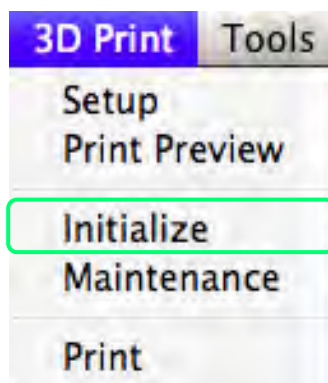 3D Print Tools
Setup
Print Preview
Initialize
Maintenance
Print